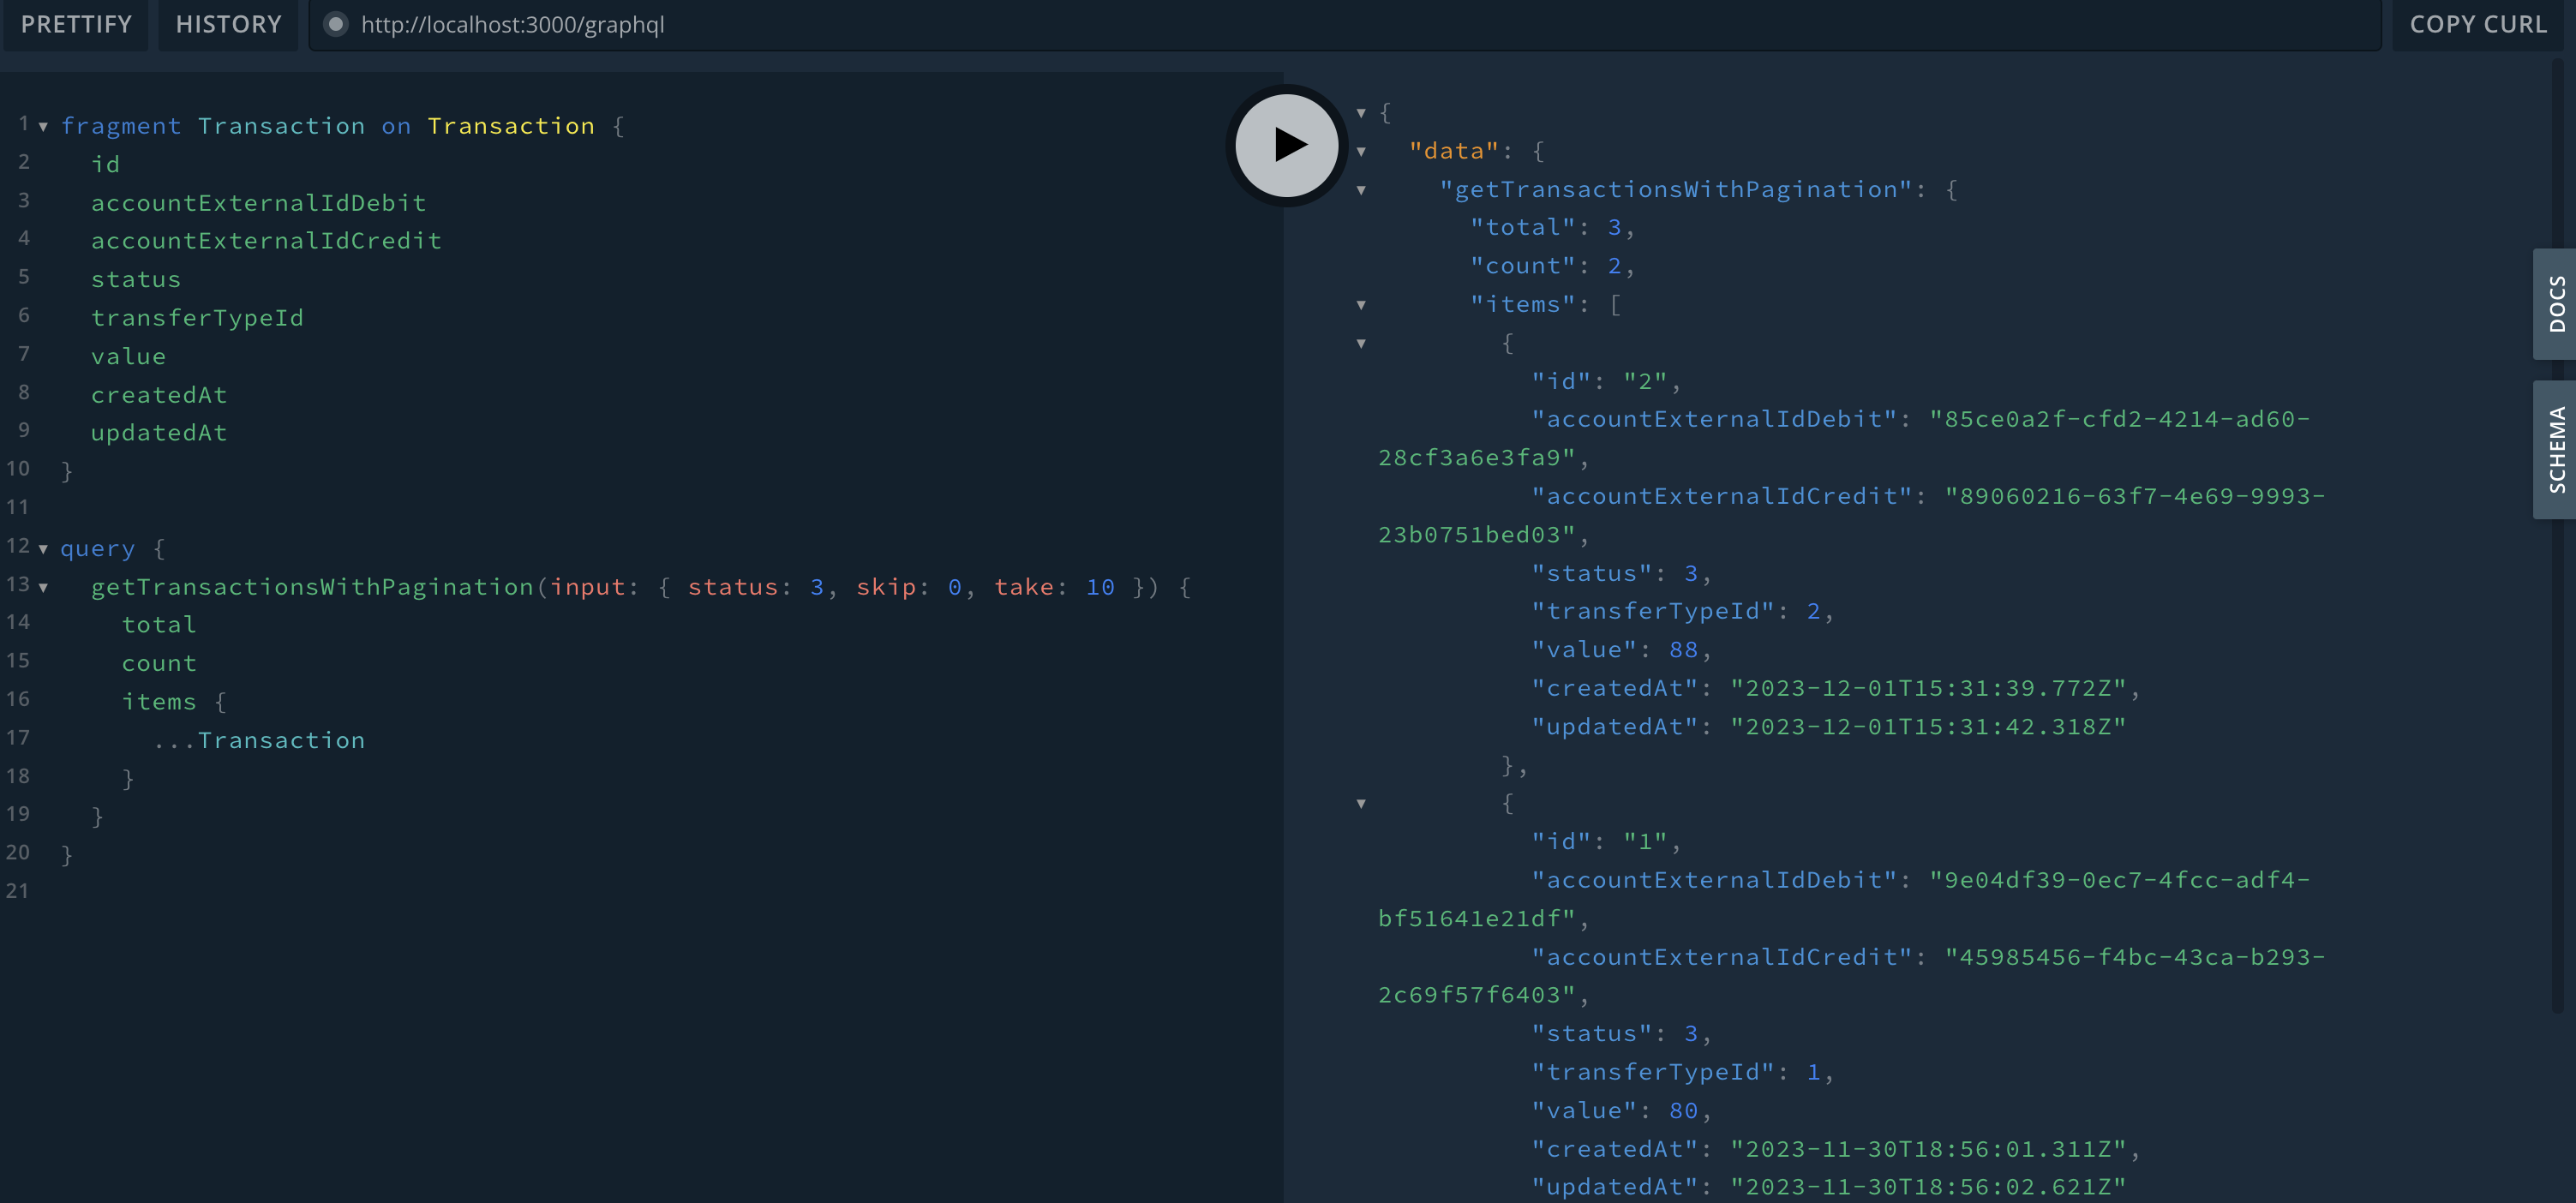 PRETTIFY HISTORY http://localhost:3000/graphql COPY CURL
1 fragment Transaction on Transaction {
2 id
3 accountExternalIdDebit
4 accountExternalIdCredit
5 status
6 transferTypeId
7 value
8 createdAt
9 updatedAt
10 }
11
12 query {
13 getTransactionsWithPagination(input: { status: 3, skip: 0, take: 10 }) {
14 total
15 count
16 items {
17 ...Transaction
18 }
19 }
20 }
21
{
"data": {
"getTransactionsWithPagination": {
"total": 3,
"count": 2,
"items": [
{
"id": "2",
"accountExternalIdDebit": "85ce0a2f-cfd2-4214-ad60-
28cf3a6e3fa9",
"accountExternalIdCredit": "89060216-63f7-4e69-9993-
23b0751bed03",
"status": 3,
"transferTypeId": 2,
"value": 88,
"createdAt": "2023-12-01T15:31:39.772Z",
"updatedAt": "2023-12-01T15:31:42.318Z"
},
{
"id": "1",
"accountExternalIdDebit": "9e04df39-0ec7-4fcc-adf4-
bf51641e21df",
"accountExternalIdCredit": "45985456-f4bc-43ca-b293-
2c69f57f6403",
"status": 3,
"transferTypeId": 1,
"value": 80,
"createdAt": "2023-11-30T18:56:01.311Z",
"updatedAt": "2023-11-30T18:56:02.621Z"
DOCS
SCHEMA